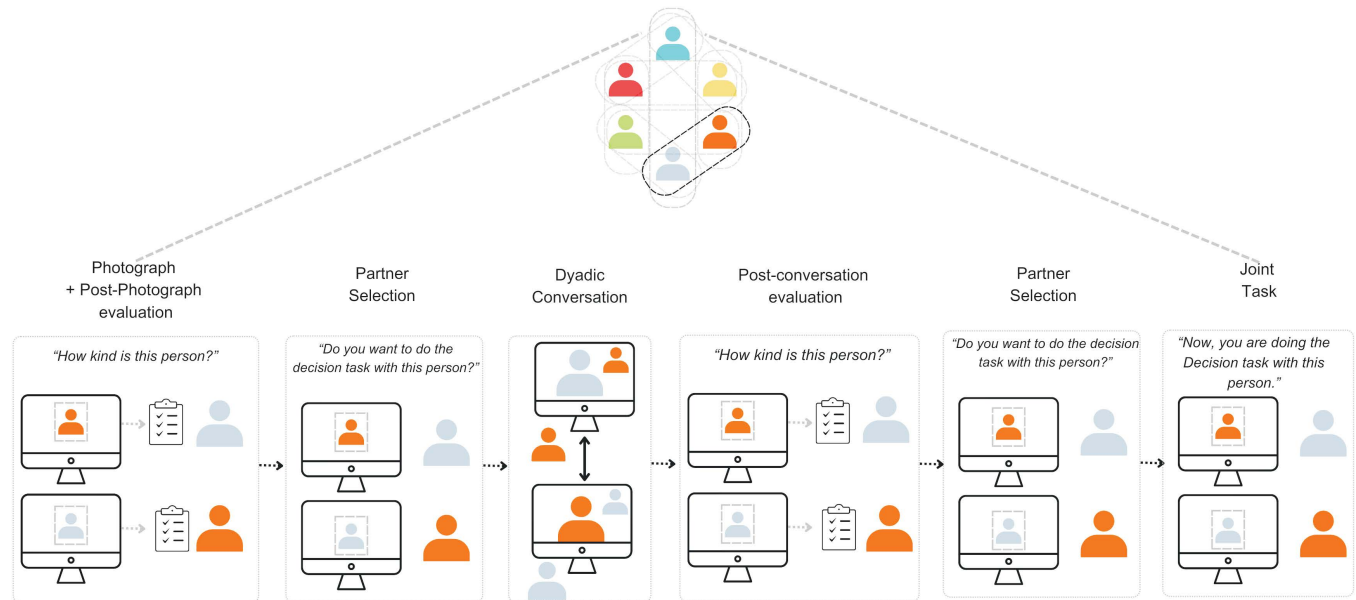 Photograph
+ Post-Photograph
evaluation
Partner
Selection
Dyadic
Conversation
Post-conversation
evaluation
Partner
Selection
Joint
Task
“How kind is this person?”
“Do you want to do the
decision task with this person?”
“How kind is this person?”
“Do you want to do the decision
task with this person?”
“Now, you are doing the
Decision task with this
person.”